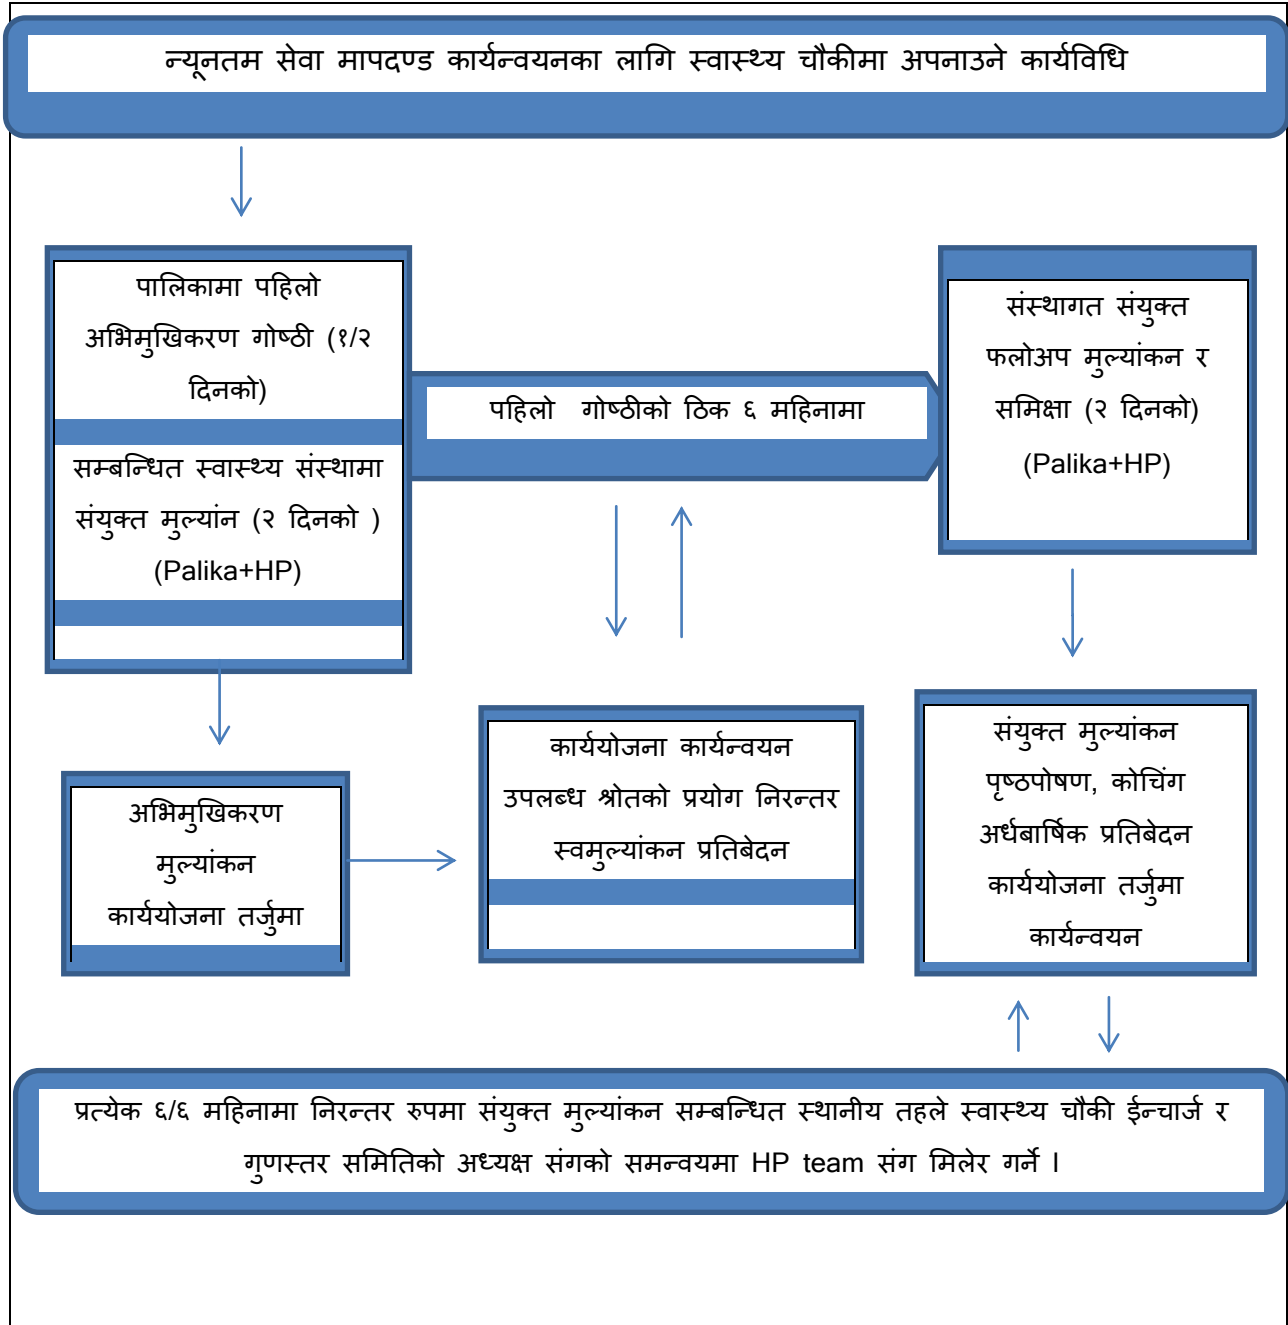 न्यूनतम सेवा मापदण्ड कार्यन्वयनका लागि स्वास्थ्य चौकीमा अपनाउने कार्यविधि
पालिकामा पहिलो
अभिमुखिकरण गोष्ठी (१/२
दिनको)
सम्बन्धित स्वास्थ्य संस्थामा
संयुक्त मुल्यांन (२ दिनको )
(Palika+HP)
पहिलो गोष्ठीको ठिक ६ महिनामा
संस्थागत संयुक्त
फलोअप मुल्यांकन र
समिक्षा (२ दिनको)
(Palika+HP)
अभिमुखिकरण
मुल्यांकन
कार्ययोजना तर्जुमा
कार्ययोजना कार्यन्वयन
उपलब्ध श्रोतको प्रयोग निरन्तर
स्वमुल्यांकन प्रतिबेदन
संयुक्त मुल्यांकन
पृष्ठपोषण, कोचिंग
अर्धबार्षिक प्रतिबेदन
कार्ययोजना तर्जुमा
कार्यन्वयन
प्रत्येक ६/६ महिनामा निरन्तर रुपमा संयुक्त मुल्यांकन सम्बन्धित स्थानीय तहले स्वास्थ्य चौकी ईन्चार्ज र
गुणस्तर समितिको अध्यक्ष संगको समन्वयमा HP team संग मिलेर गर्ने ।